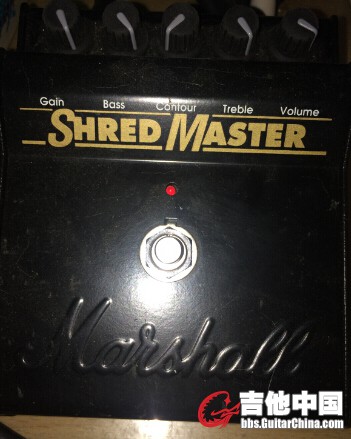 Gain Bass Contour Treble Volume
SHRED MASTER
Marshall
吉他中国
bbs.GuitarChina.com